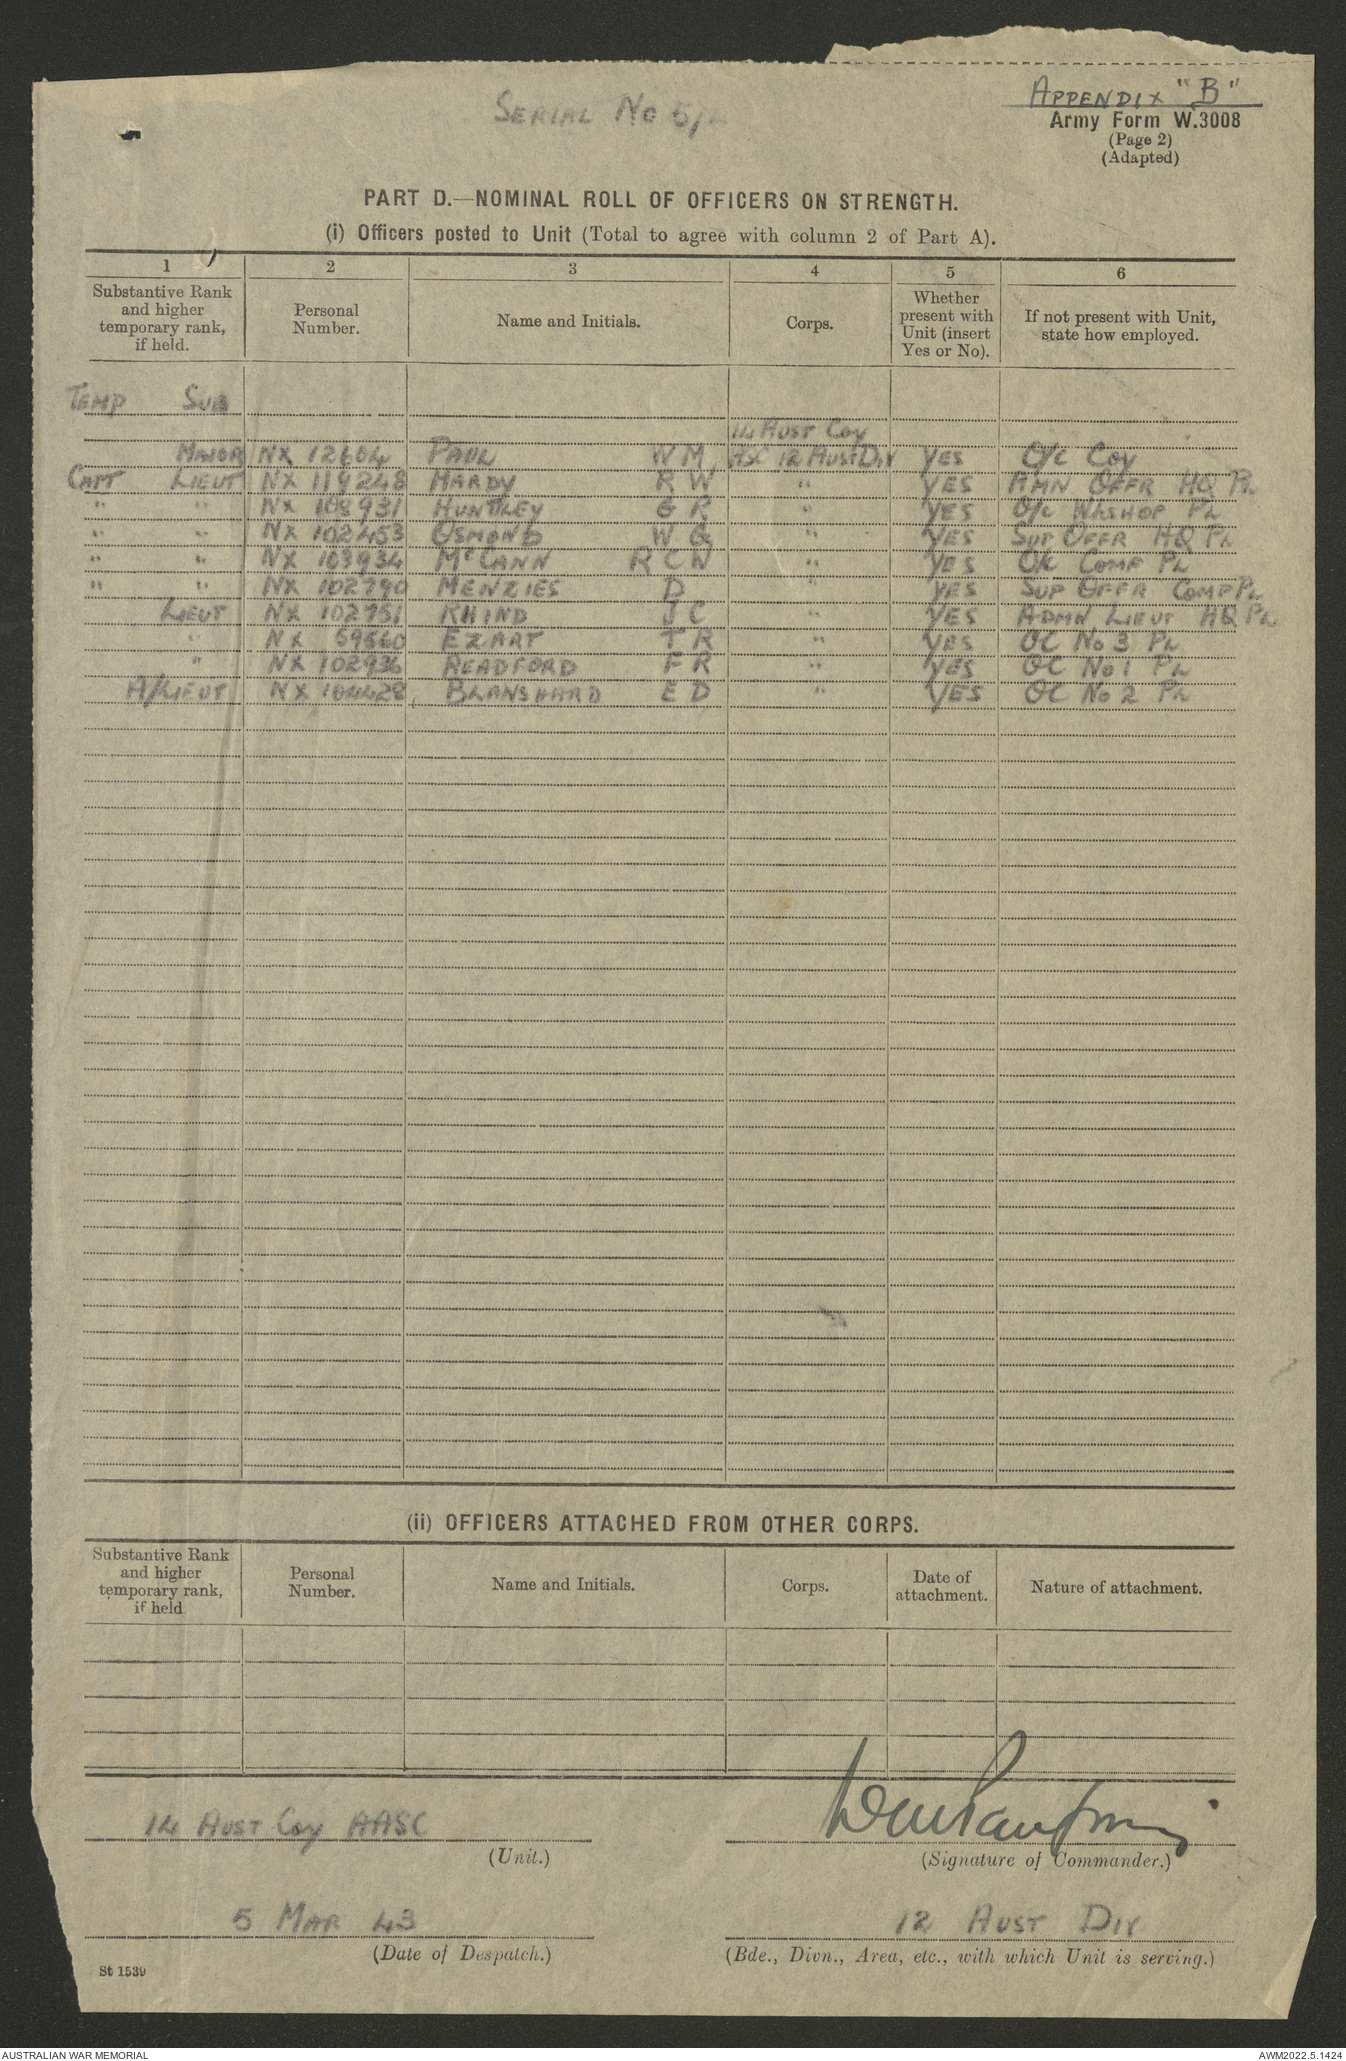 SERIAL No 5/2
APPENDIX "B"
Army Form W.3008
(Page 2)
(Adapted)
PART D.—NOMINAL ROLL OF OFFICERS ON STRENGTH.
(i) Officers posted to Unit (Total to agree with column 2 of Part A).
1 2 3 4 5 6
Substantive Rank and higher temporary rank, if held.
Personal Number.
Name and Initials.
Corps.
Whether present with Unit (insert Yes or No).
If not present with Unit, state how employed.
TEMP SUB
14 AUST COY
MAJOR NX 12604 PAUL W M ASC 12 AUST DIV YES O/C COY
CAPT LIEUT NX 114248 HARDY R W " YES AMN OFFR HQ PL
" " NX 108931 HUNTLEY G R " YES O/C WKSHOP PL
" " NX 102453 OSMOND W G " YES SUP OFFR HQ PL
" " NX 103934 McCANN R C W " YES O/C COMP PL
" " NX 102790 MENZIES D " YES SUP OFFR COMP PL
LIEUT NX 102751 RHIND J C " YES ADMN LIEUT HQ PL
" NX 59660 EZART T R " YES OC No 3 PL
" NX 102936 READFORD F R " YES OC No 1 PL
A/LIEUT NX 104428 BLANSHARD E D " YES OC No 2 PL
(ii) OFFICERS ATTACHED FROM OTHER CORPS.
Substantive Rank and higher temporary rank, if held
Personal Number.
Name and Initials.
Corps.
Date of attachment.
Nature of attachment.
14 AUST COY AASC
(Unit.)
(Signature of Commander.)
5 MAR 43
12 AUST DIV
(Date of Despatch.)
(Bde., Divn., Area, etc., with which Unit is serving.)
St 1539
AUSTRALIAN WAR MEMORIAL
AWM2022.5.1424